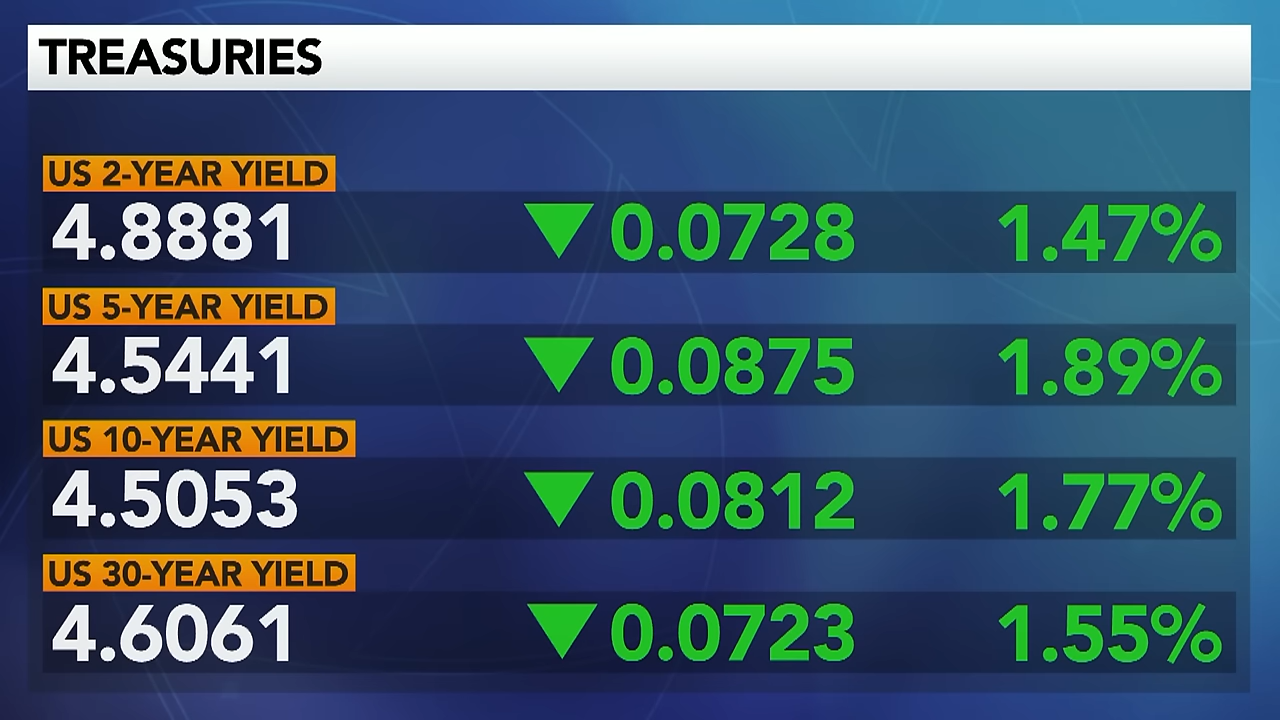 TREASURIES
US 2-YEAR YIELD
4.8881 ▼ 0.0728 1.47%
US 5-YEAR YIELD
4.5441 ▼ 0.0875 1.89%
US 10-YEAR YIELD
4.5053 ▼ 0.0812 1.77%
US 30-YEAR YIELD
4.6061 ▼ 0.0723 1.55%